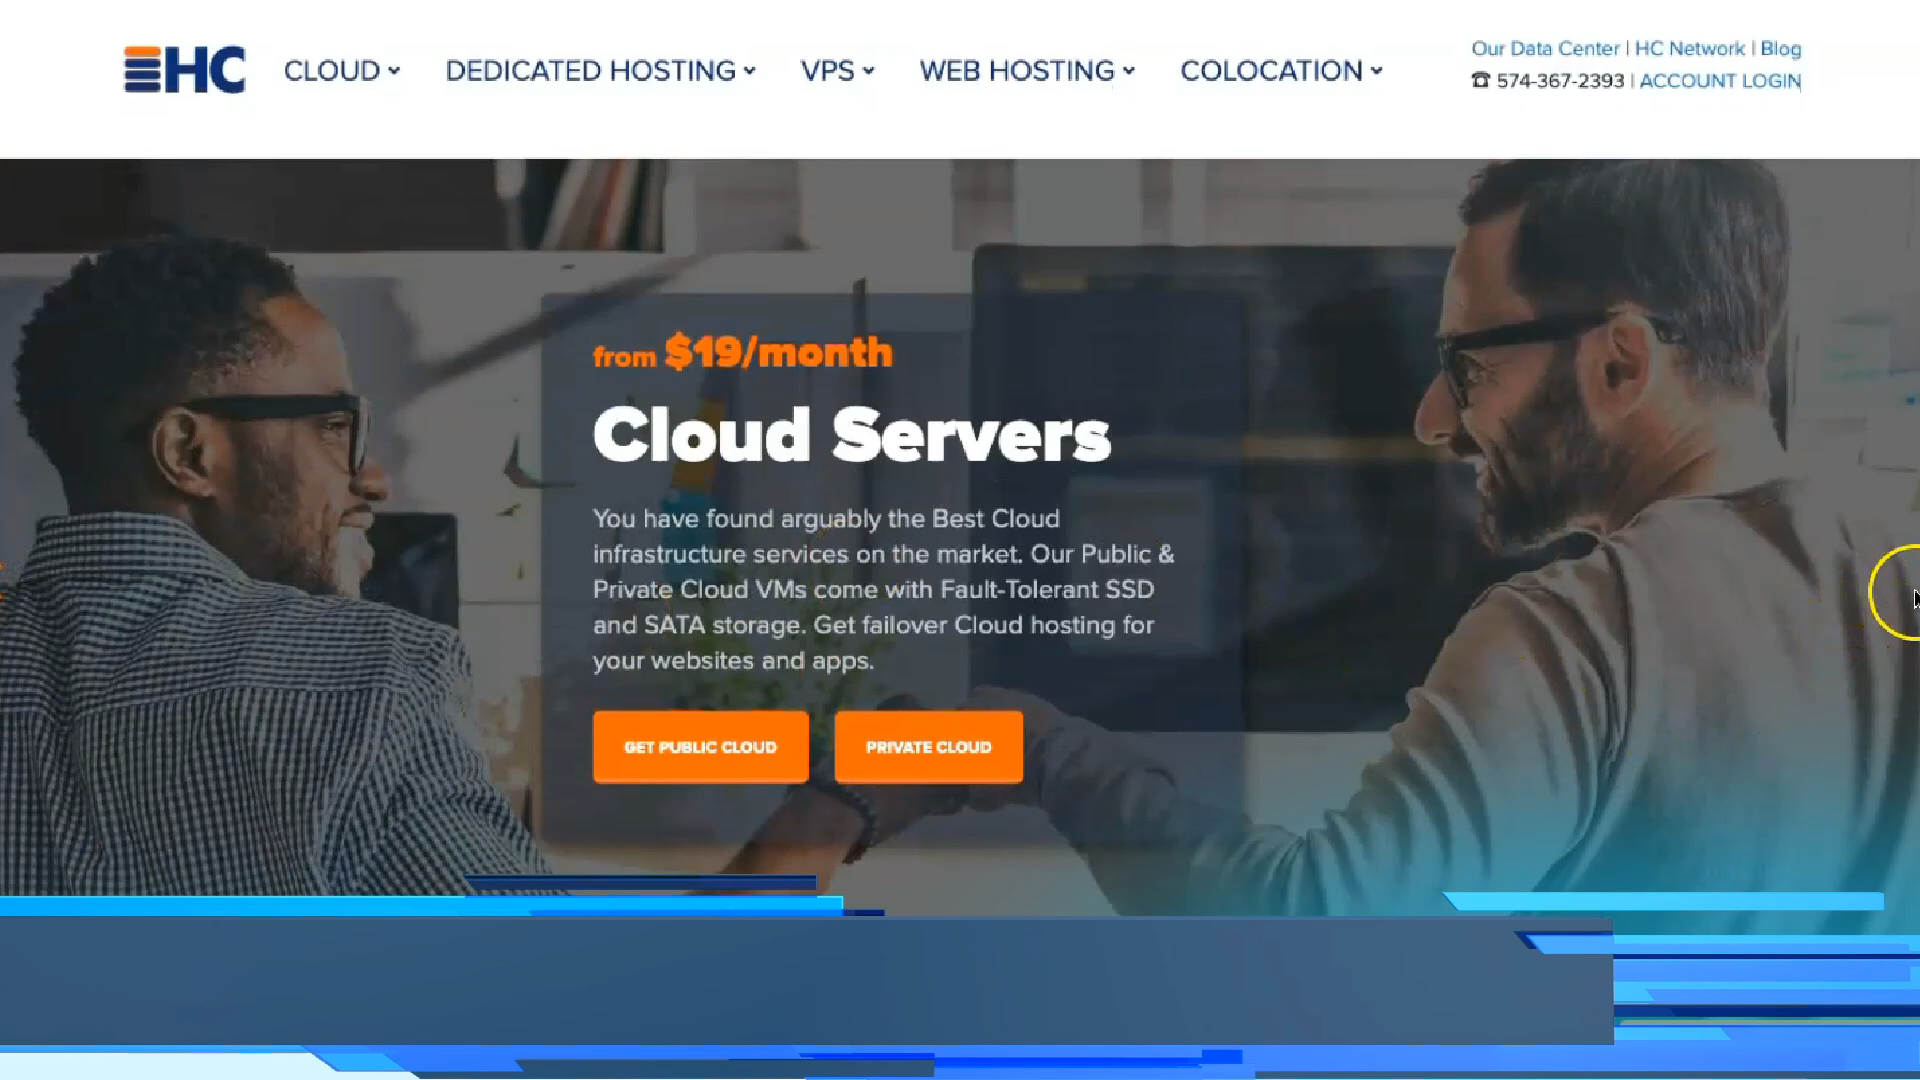 HC
CLOUD
DEDICATED HOSTING
VPS
WEB HOSTING
COLOCATION
Our Data Center | HC Network | Blog
☎ 574-367-2393 | ACCOUNT LOGIN
from $19/month
Cloud Servers
You have found arguably the Best Cloud
infrastructure services on the market. Our Public &
Private Cloud VMs come with Fault-Tolerant SSD
and SATA storage. Get failover Cloud hosting for
your websites and apps.
GET PUBLIC CLOUD
PRIVATE CLOUD